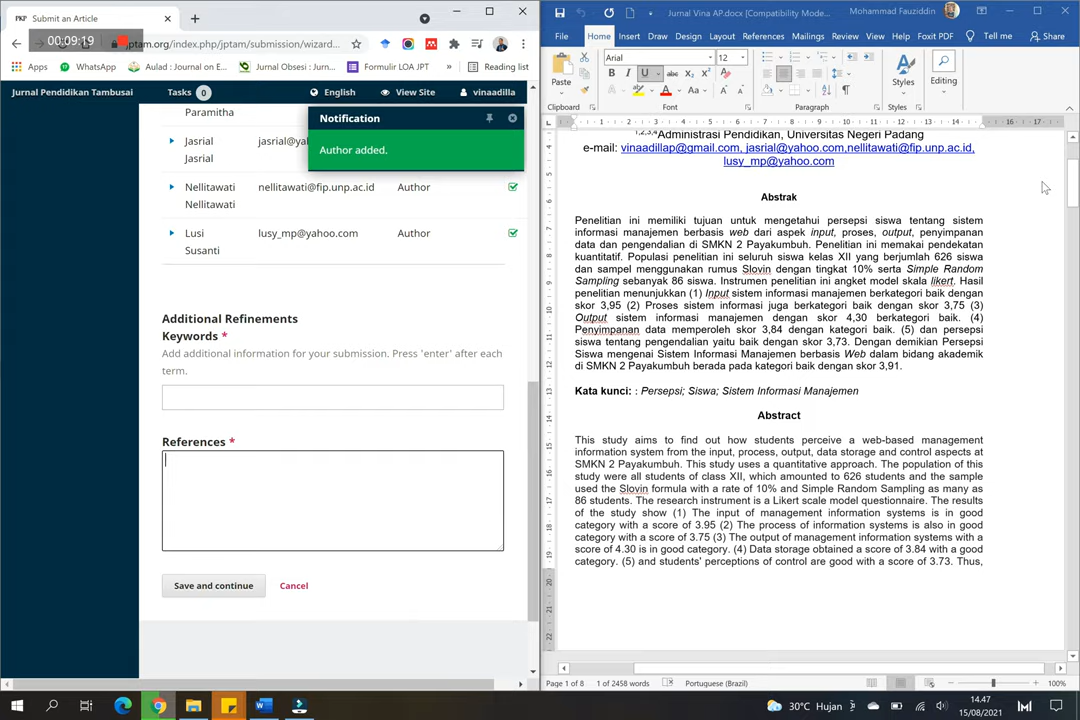 Submit an Article
00:09:19
jptam.org/index.php/jptam/submission/wizard...
Apps
WhatsApp
Aulad : Journal on E...
Jurnal Obsesi : Jurn...
Formulir LOA JPT
»
Reading list
Jurnal Pendidikan Tambusai
Tasks 0
English
View Site
vinaadilla
Paramitha
Jasrial
jasrial@ya
Jasrial
Notification
Author added.
Nellitawati
nellitawati@fip.unp.ac.id
Author
Nellitawati
Lusi
lusy_mp@yahoo.com
Author
Susanti
Additional Refinements
Keywords *
Add additional information for your submission. Press 'enter' after each
term.
References *
Save and continue
Cancel
Jurnal Vina AP.docx [Compatibility Mode...
Mohammad Fauziddin
File Home Insert Draw Design Layout References Mailings Review View Help Foxit PDF Tell me Share
Paste
Arial
12
Styles
Editing
Clipboard
Font
Paragraph
Styles
1,2,3,4Administrasi Pendidikan, Universitas Negeri Padang
e-mail: vinaadillap@gmail.com, jasrial@yahoo.com,nellitawati@fip.unp.ac.id,
lusy_mp@yahoo.com
Abstrak
Penelitian ini memiliki tujuan untuk mengetahui persepsi siswa tentang sistem
informasi manajemen berbasis web dari aspek input, proses, output, penyimpanan
data dan pengendalian di SMKN 2 Payakumbuh. Penelitian ini memakai pendekatan
kuantitatif. Populasi penelitian ini seluruh siswa kelas XII yang berjumlah 626 siswa
dan sampel menggunakan rumus Slovin dengan tingkat 10% serta Simple Random
Sampling sebanyak 86 siswa. Instrumen penelitian ini angket model skala likert. Hasil
penelitian menunjukkan (1) Input sistem informasi manajemen berkategori baik dengan
skor 3,95 (2) Proses sistem informasi juga berkategori baik dengan skor 3,75 (3)
Output sistem informasi manajemen dengan skor 4,30 berkategori baik. (4)
Penyimpanan data memperoleh skor 3,84 dengan kategori baik. (5) dan persepsi
siswa tentang pengendalian yaitu baik dengan skor 3,73. Dengan demikian Persepsi
Siswa mengenai Sistem Informasi Manajemen berbasis Web dalam bidang akademik
di SMKN 2 Payakumbuh berada pada kategori baik dengan skor 3,91.
Kata kunci: : Persepsi; Siswa; Sistem Informasi Manajemen
Abstract
This study aims to find out how students perceive a web-based management
information system from the input, process, output, data storage and control aspects at
SMKN 2 Payakumbuh. This study uses a quantitative approach. The population of this
study were all students of class XII, which amounted to 626 students and the sample
used the Slovin formula with a rate of 10% and Simple Random Sampling as many as
86 students. The research instrument is a Likert scale model questionnaire. The results
of the study show (1) The input of management information systems is in good
category with a score of 3.95 (2) The process of information systems is also in good
category with a score of 3.75 (3) The output of management information systems with a
score of 4.30 is in good category. (4) Data storage obtained a score of 3.84 with a good
category. (5) and students' perceptions of control are good with a score of 3.73. Thus,
Page 1 of 8
1 of 2458 words
Portuguese (Brazil)
100%
30°C Hujan
14.47
15/08/2021